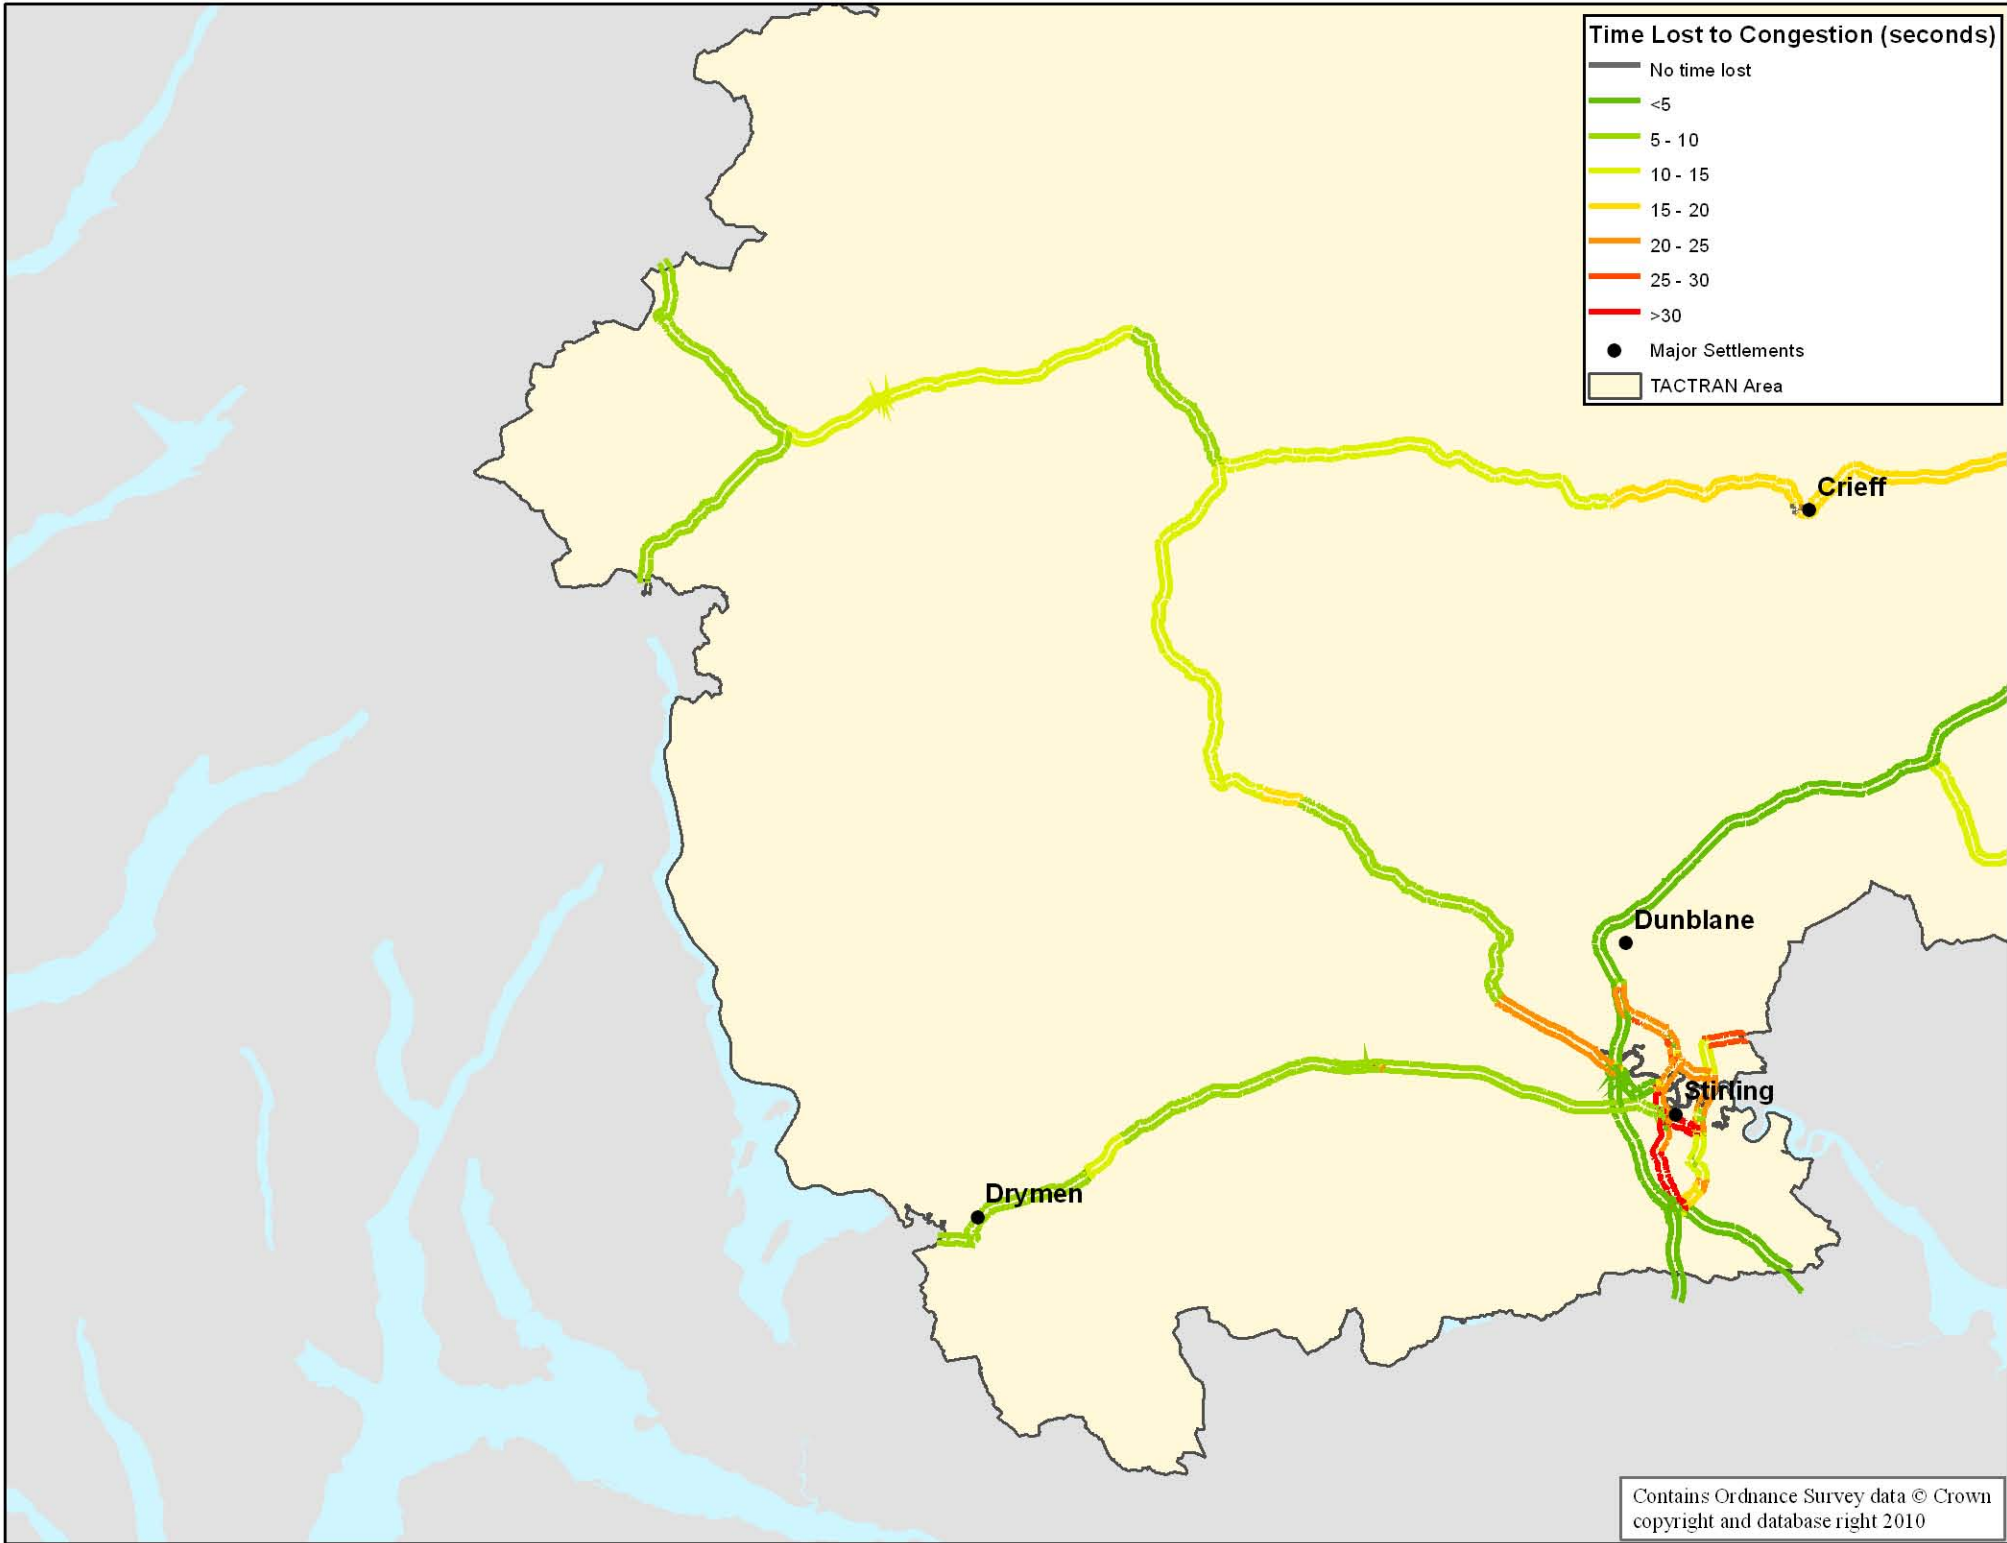 Time Lost to Congestion (seconds)
No time lost
<5
5 - 10
10 - 15
15 - 20
20 - 25
25 - 30
>30
Major Settlements
TACTRAN Area
Crieff
Dunblane
Stirling
Drymen
Contains Ordnance Survey data © Crown
copyright and database right 2010